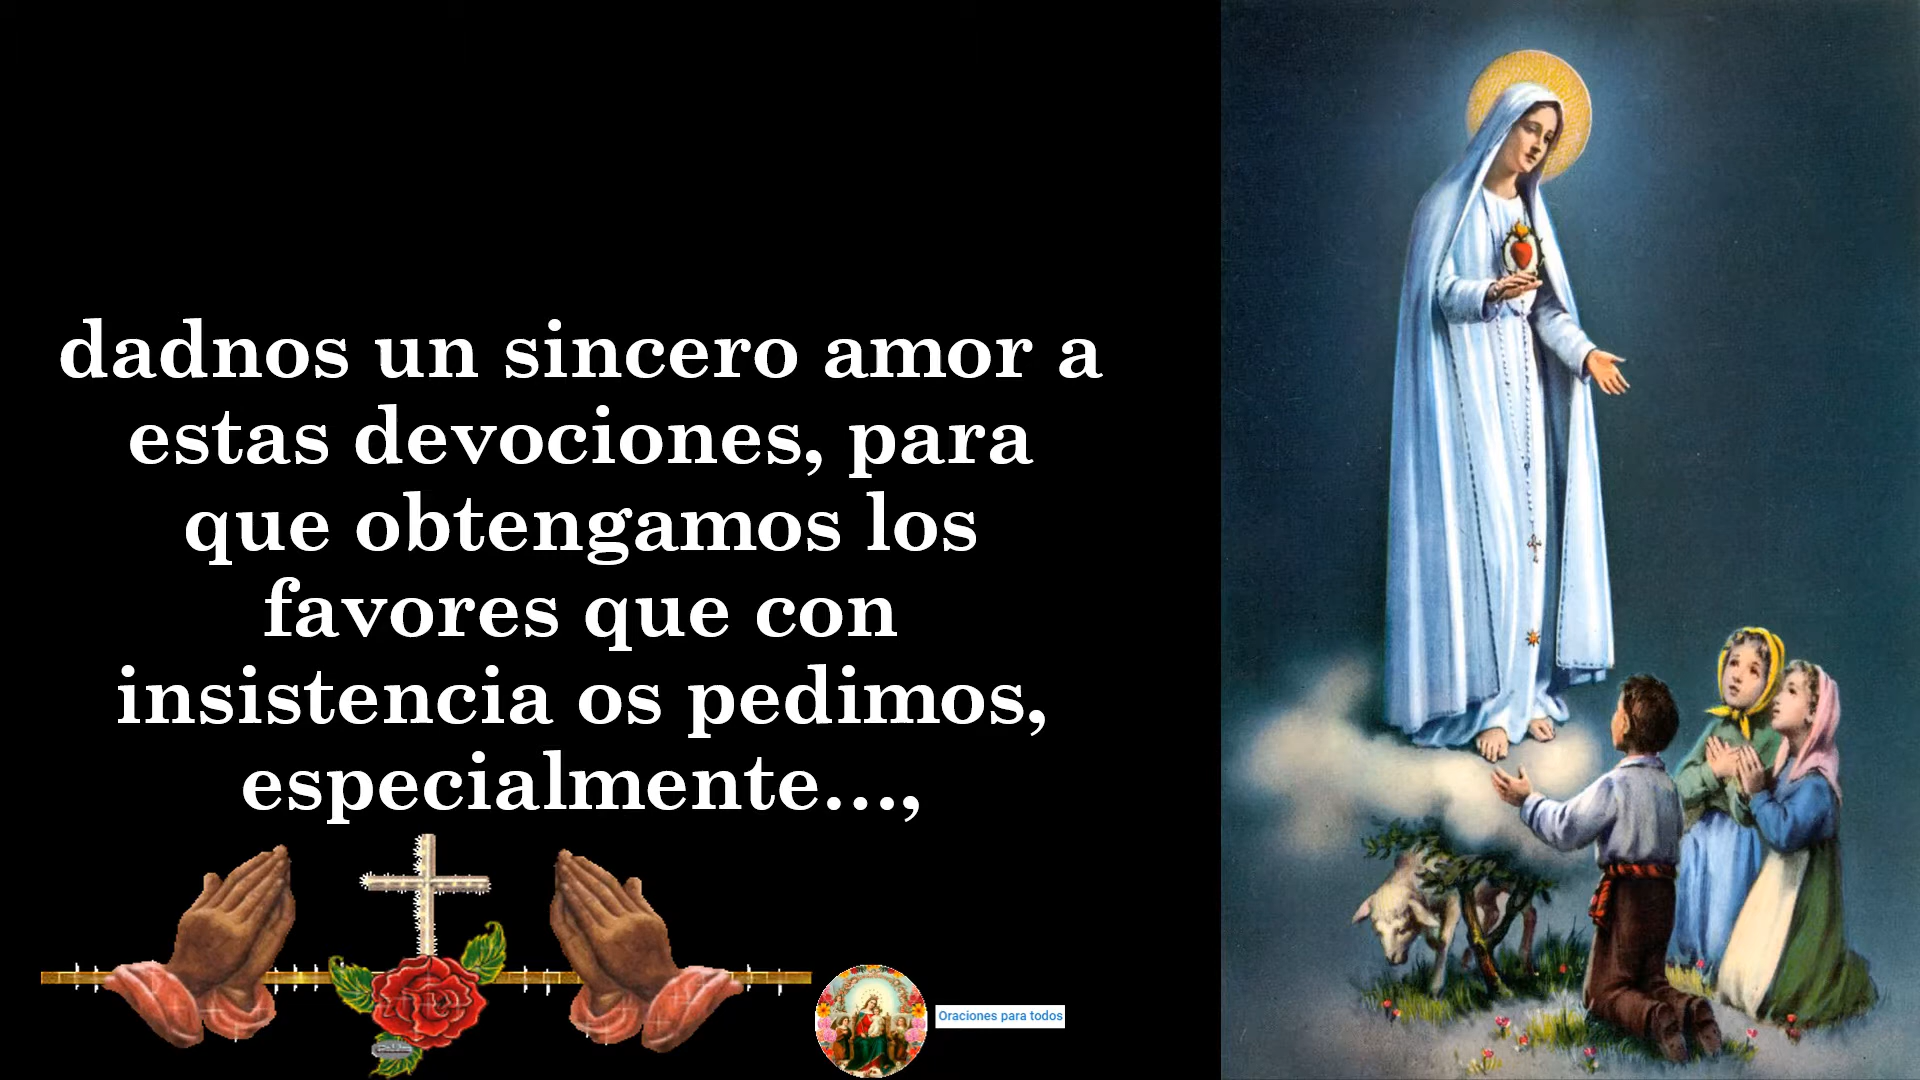 dadnos un sincero amor a
estas devociones, para
que obtengamos los
favores que con
insistencia os pedimos,
especialmente...,
Oraciones para todos